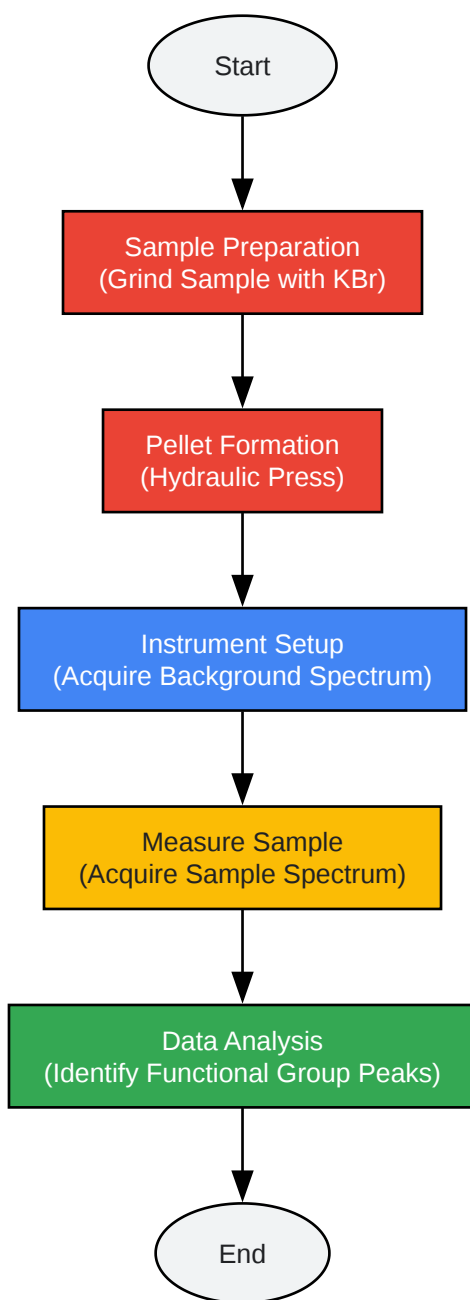 Start
Sample Preparation
(Grind Sample with KBr)
Pellet Formation
(Hydraulic Press)
Instrument Setup
(Acquire Background Spectrum)
Measure Sample
(Acquire Sample Spectrum)
Data Analysis
(Identify Functional Group Peaks)
End